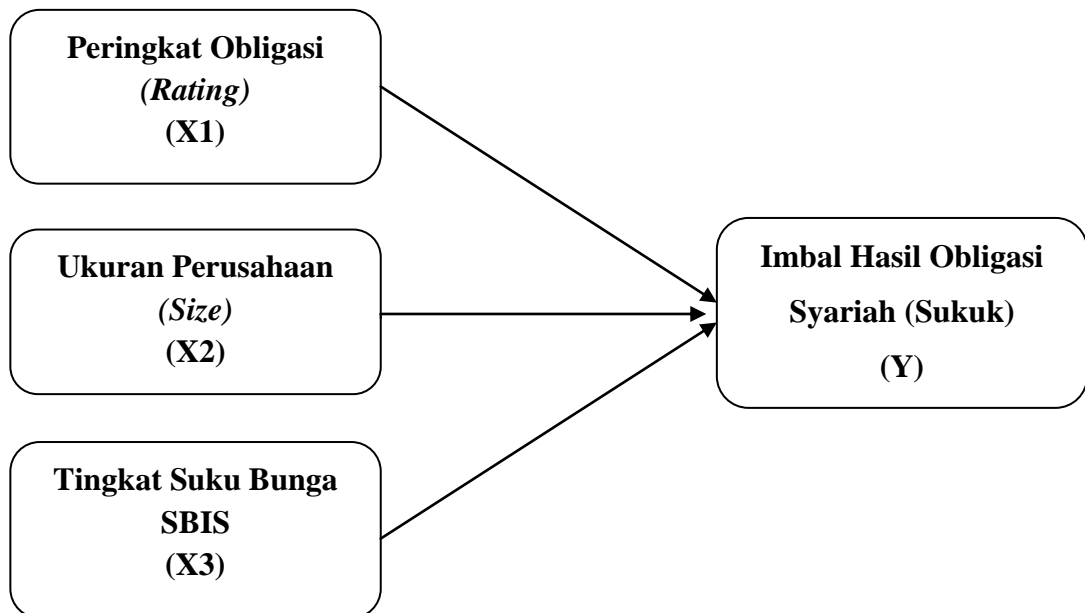 Peringkat Obligasi
(Rating)
(X1)
Ukuran Perusahaan
(Size)
(X2)
Tingkat Suku Bunga
SBIS
(X3)
Imbal Hasil Obligasi
Syariah (Sukuk)
(Y)